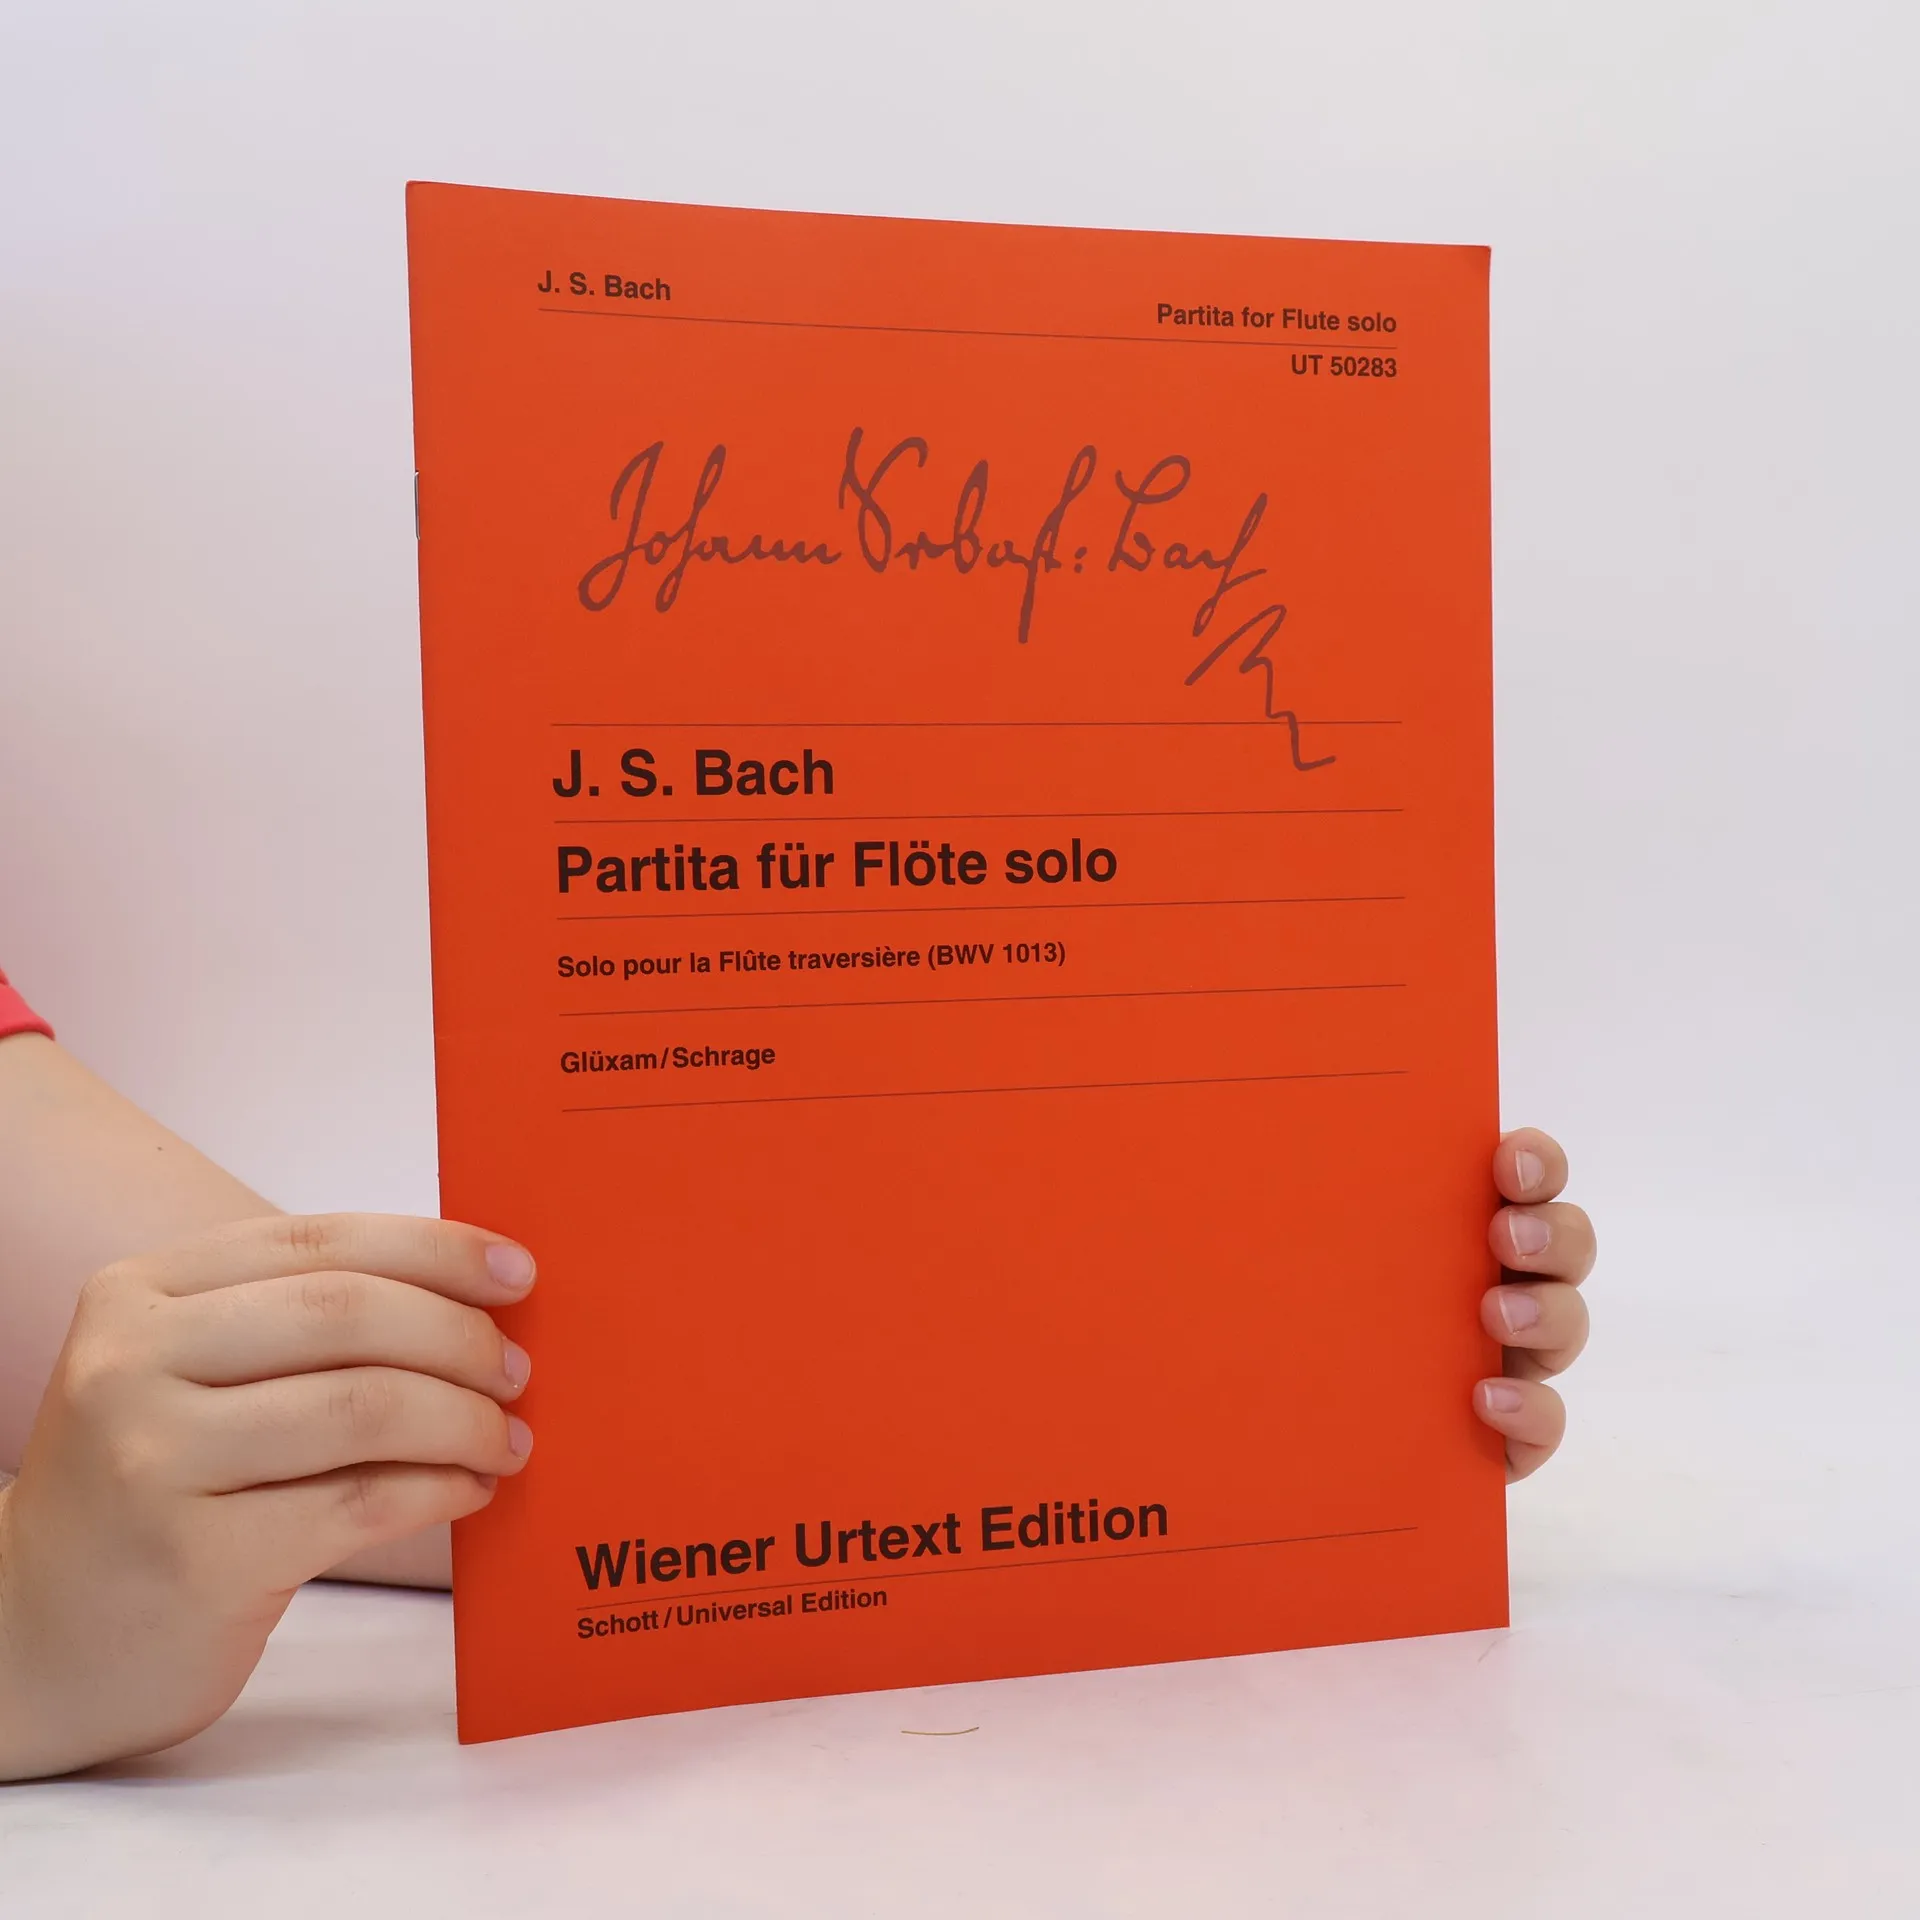 J. S. Bach
Partita for Flute solo
UT 50283
Johann Sebast: Bach
J. S. Bach
Partita für Flöte solo
Solo pour la Flûte traversière (BWV 1013)
Glüxam/Schrage
Wiener Urtext Edition
Schott/Universal Edition